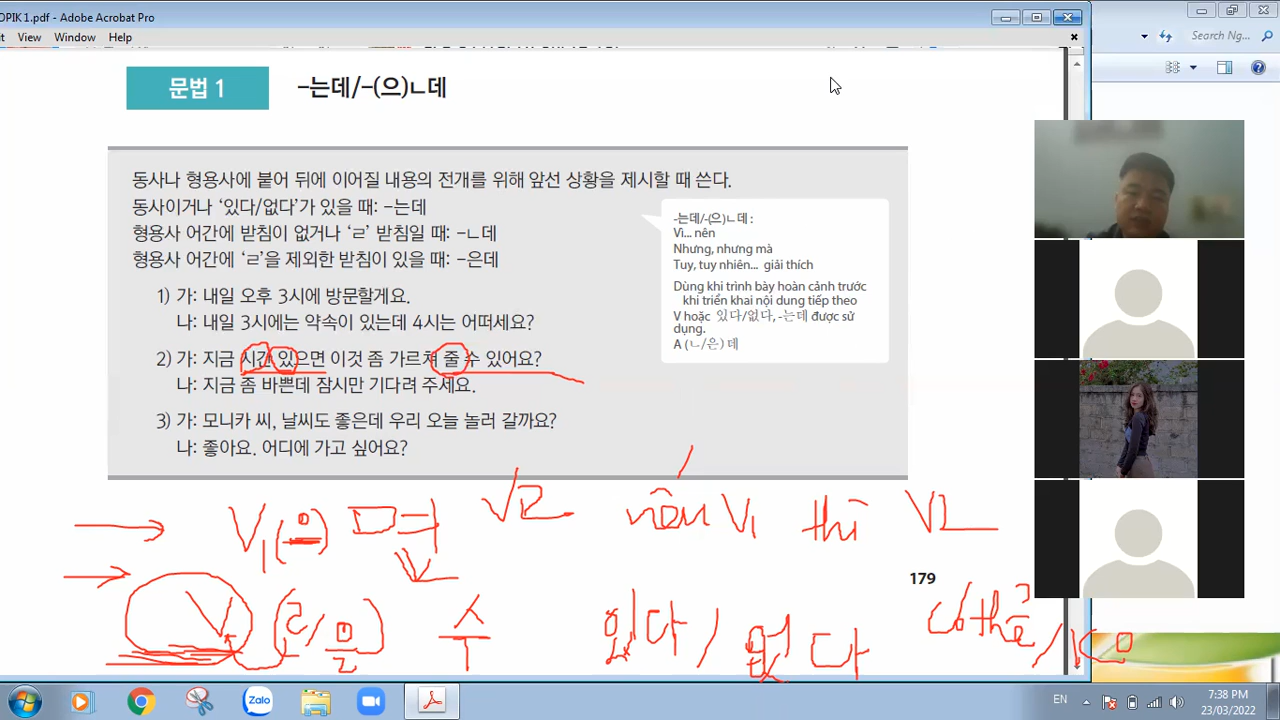 OPIK 1.pdf - Adobe Acrobat Pro
t View Window Help
Search Ng...
문법 1 -는데/-(으)ㄴ데
동사나 형용사에 붙어 뒤에 이어질 내용의 전개를 위해 앞선 상황을 제시할 때 쓴다.
동사이거나 '있다/없다'가 있을 때: -는데
형용사 어간에 받침이 없거나 'ㄹ' 받침일 때: -ㄴ데
형용사 어간에 'ㄹ'을 제외한 받침이 있을 때: -은데
-는데/-(으)ㄴ데 :
Vì... nên
Nhưng, nhưng mà
Tuy, tuy nhiên... giải thích
Dùng khi trình bày hoàn cảnh trước
khi triển khai nội dung tiếp theo
V hoặc 있다/없다, -는데 được sử
dụng.
A (ㄴ/은) 데
1) 가: 내일 오후 3시에 방문할게요.
나: 내일 3시에는 약속이 있는데 4시는 어떠세요?
2) 가: 지금 시간 있으면 이것 좀 가르쳐 줄 수 있어요?
나: 지금 좀 바쁜데 잠시만 기다려 주세요.
3) 가: 모니카 씨, 날씨도 좋은데 우리 오늘 놀러 갈까요?
나: 좋아요. 어디에 가고 싶어요?
V1 (으) 면 V2 nếu V1 thì V2
179
V (ㄹ/을) 수 있다/없다 có thể/ko
Zalo
EN
7:38 PM
23/03/2022